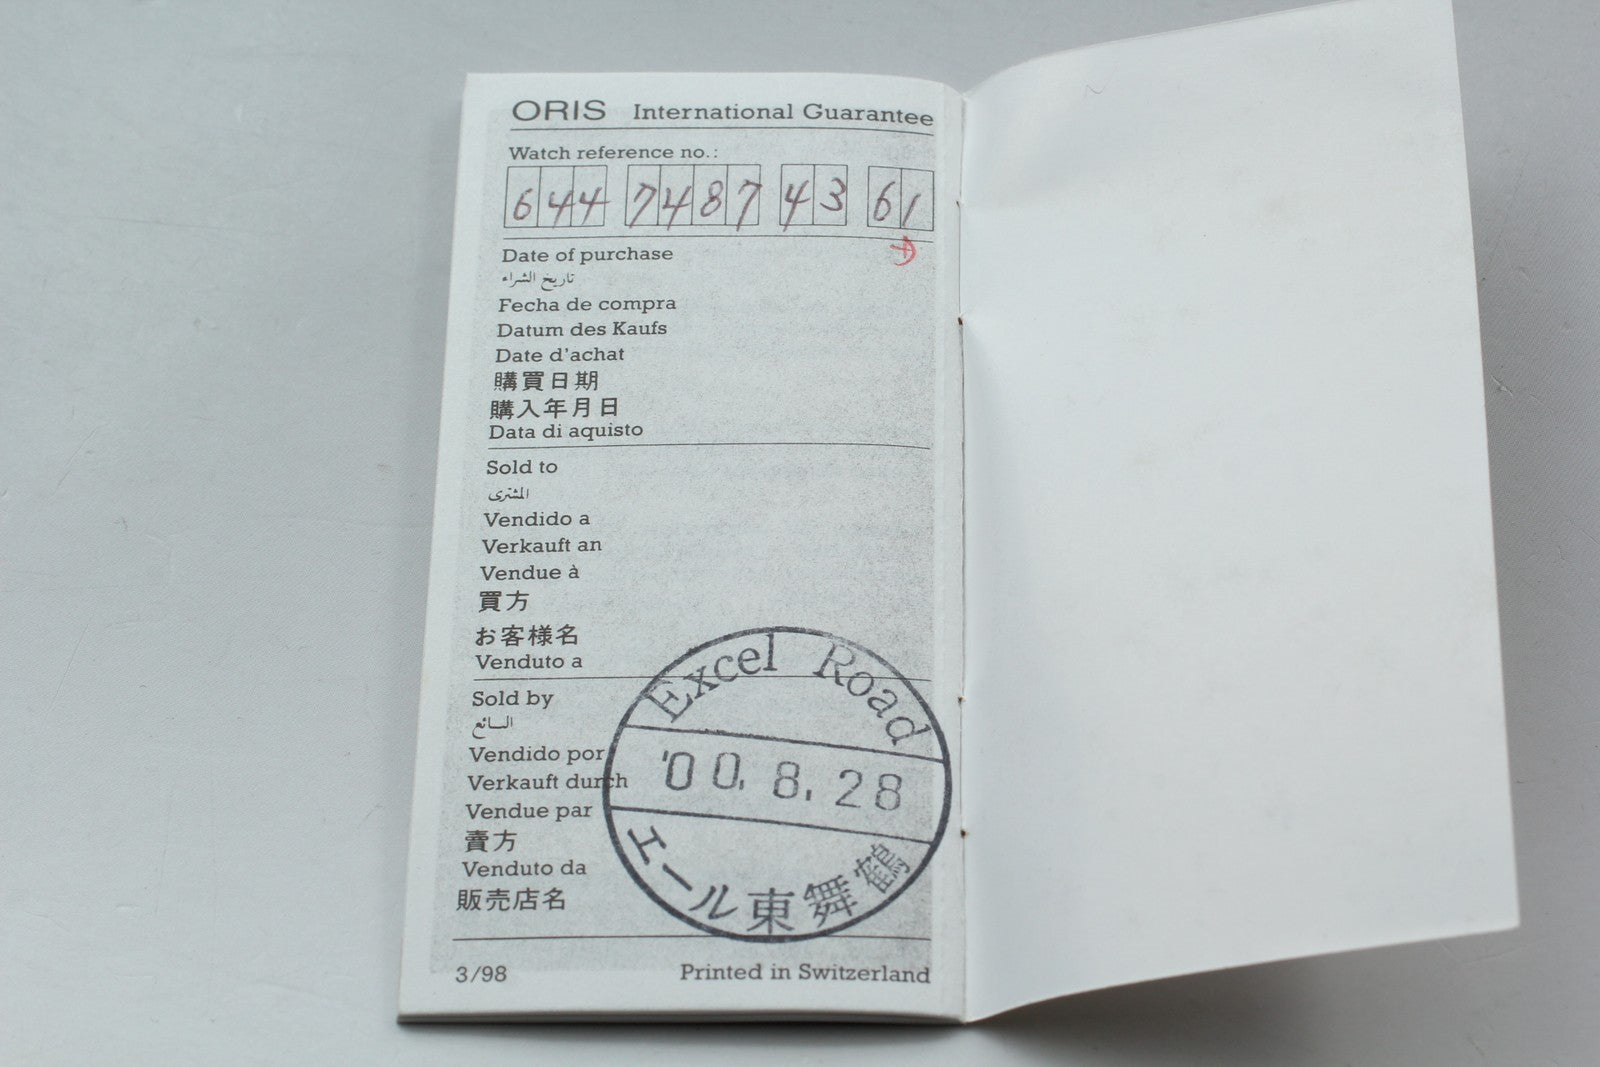 ORIS International Guarantee
Watch reference no.:
644 7487 43 61
Date of purchase
تاريخ الشراء
Fecha de compra
Datum des Kaufs
Date d'achat
購買日期
購入年月日
Data di aquisto
Sold to
المشترى
Vendido a
Verkauft an
Vendue à
買方
お客様名
Venduto a
Sold by
البائع
Vendido por
Verkauft durch
Vendue par
賣方
Venduto da
販売店名
Excel Road
'00.8.28
エール東舞鶴
3/98 Printed in Switzerland